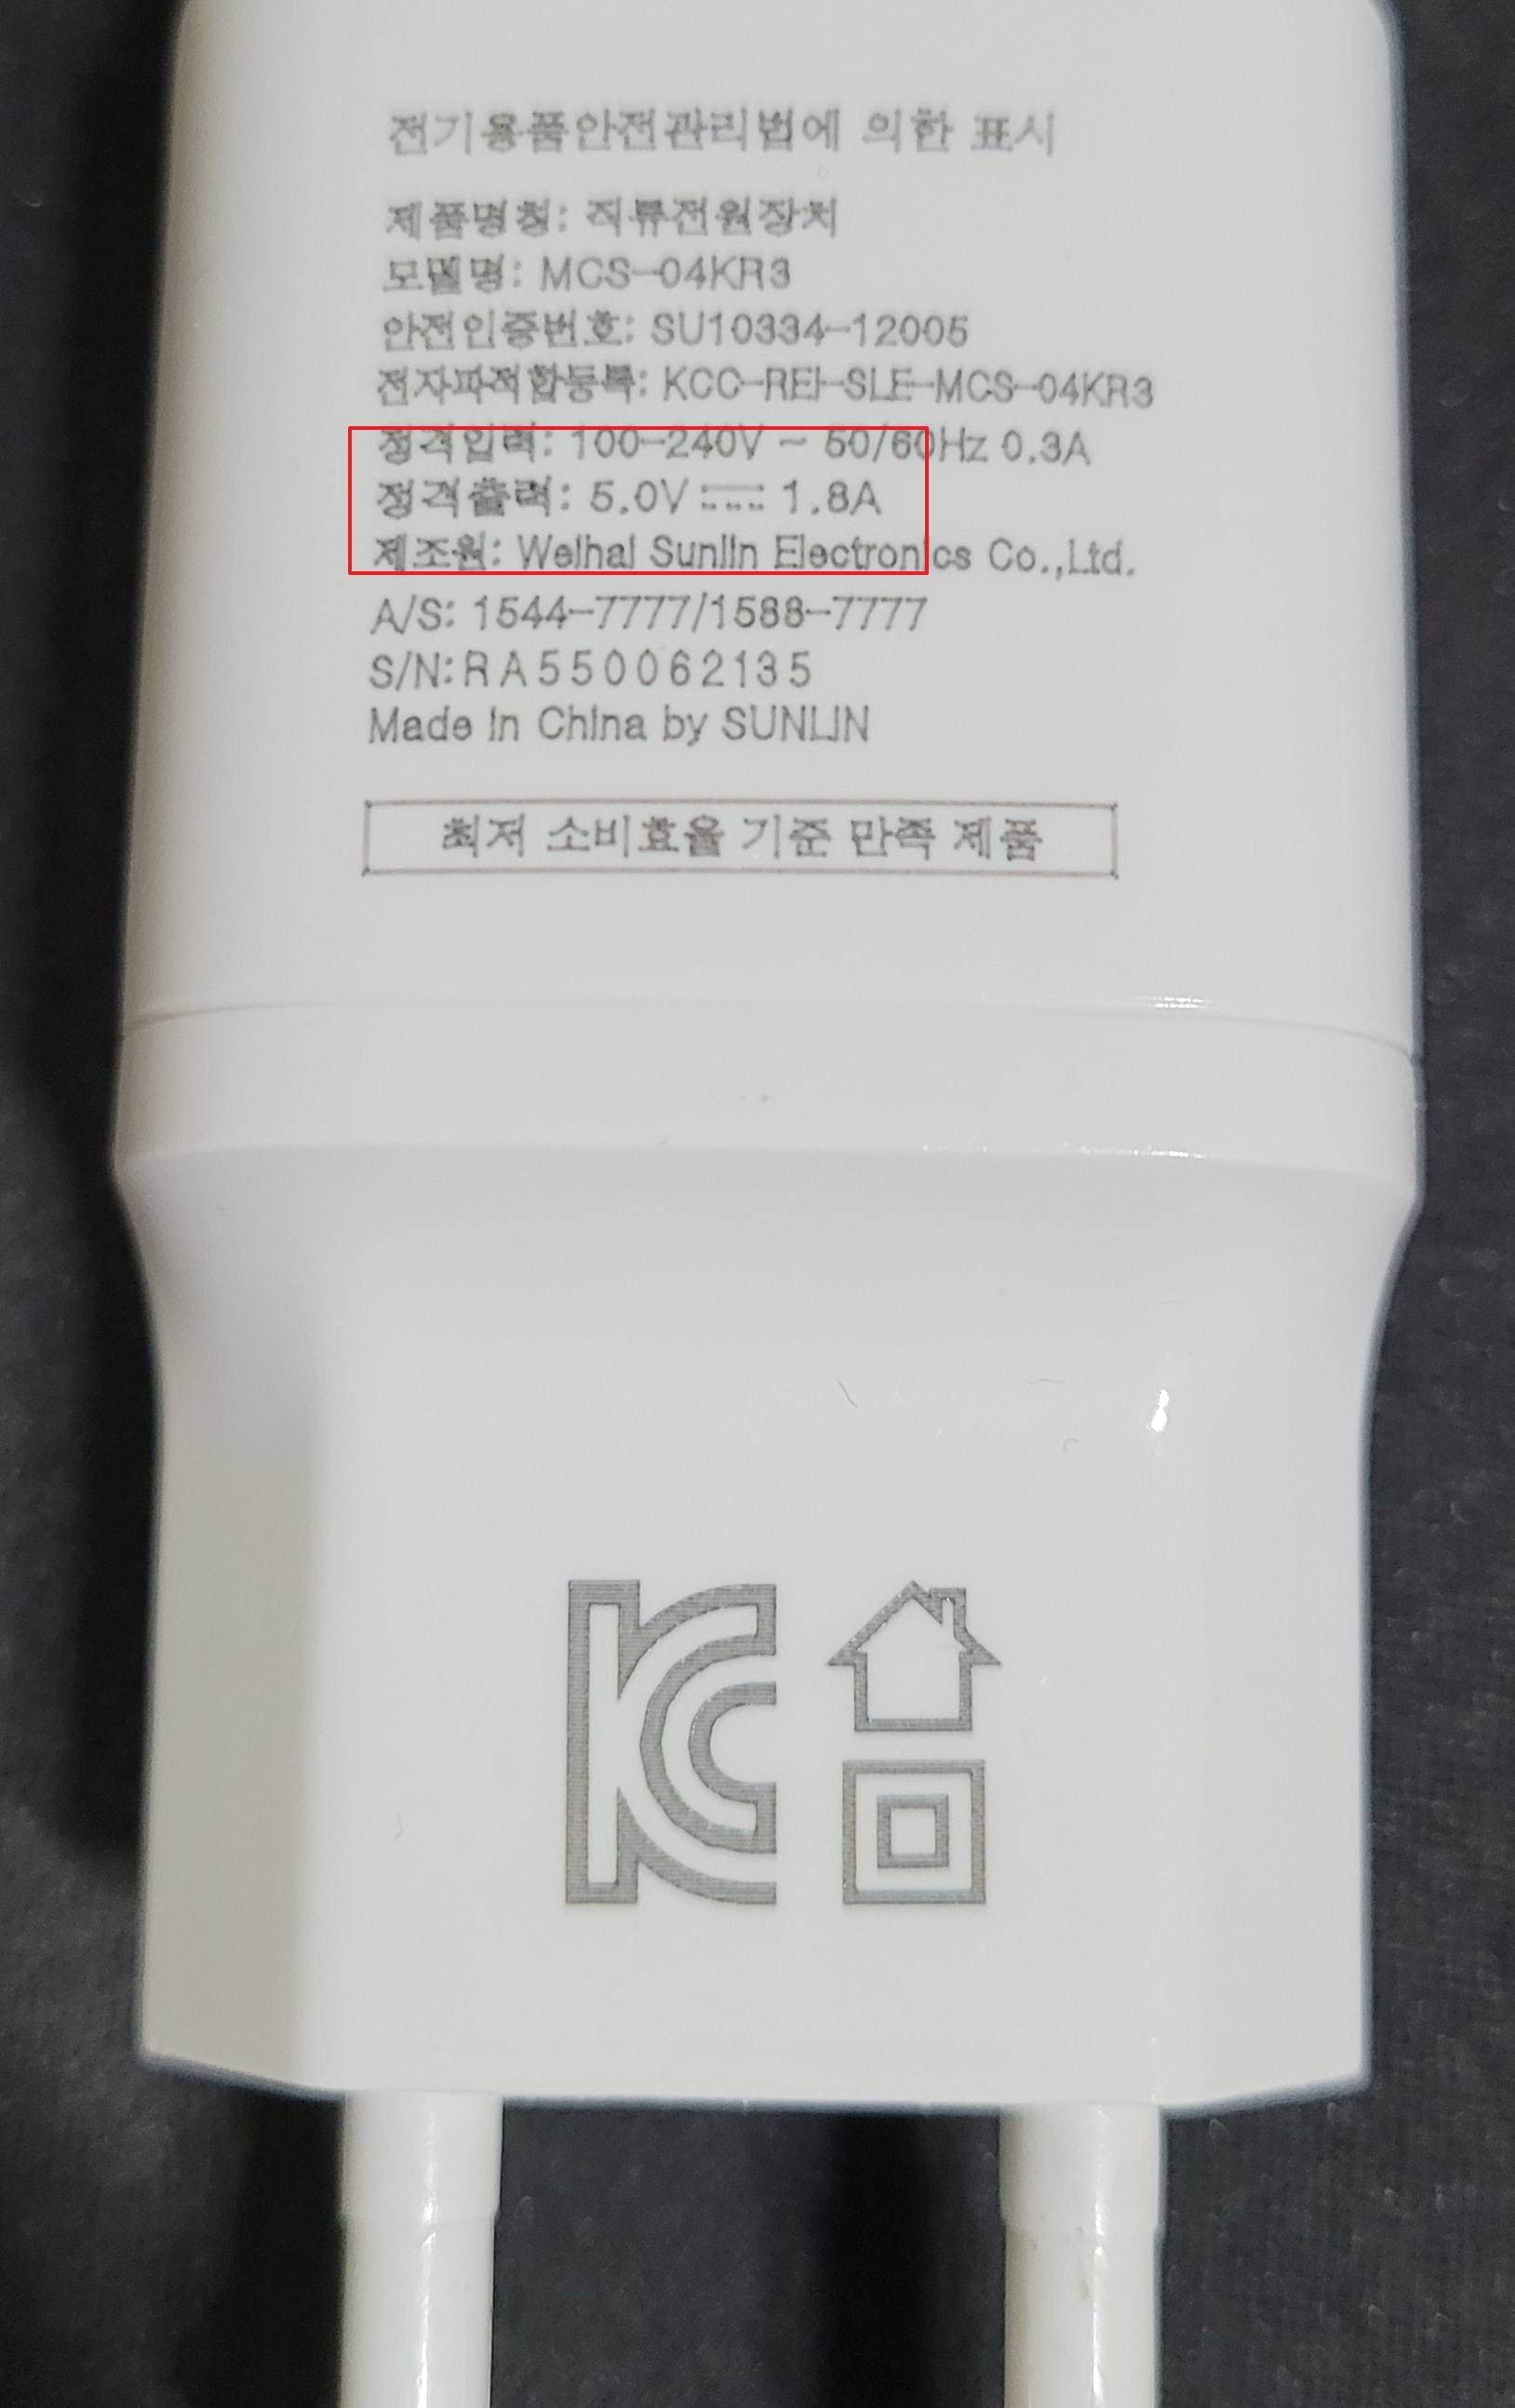 전기용품안전관리법에 의한 표시
제품명칭: 직류전원장치
모델명: MCS-04KR3
안전인증번호: SU10334-12005
전자파적합등록: KCC-REI-SLE-MCS-04KR3
정격입력: 100-240V ~ 50/60Hz 0.3A
정격출력: 5.0V ⎓ 1.8A
제조원: Weihai Sunlin Electronics Co.,Ltd.
A/S: 1544-7777/1588-7777
S/N:RA550062135
Made in China by SUNLIN
최저 소비효율 기준 만족 제품
KC